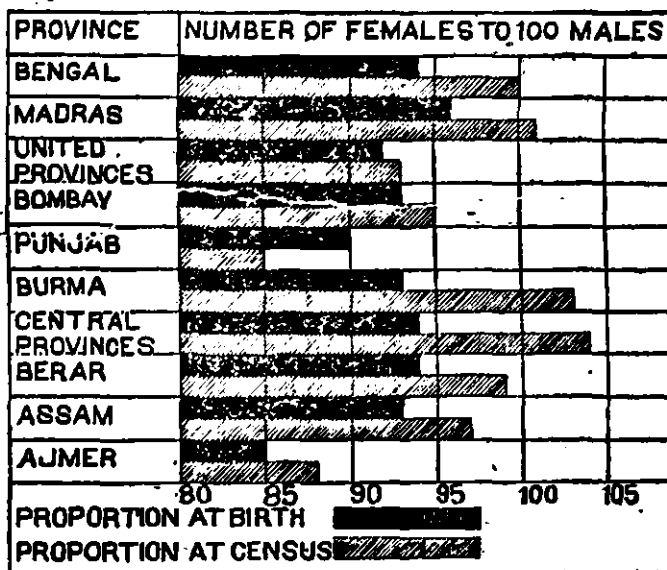 PROVINCE NUMBER OF FEMALES TO 100 MALES
BENGAL
MADRAS
UNITED
PROVINCES
BOMBAY
PUNJAB
BURMA
CENTRAL
PROVINCES
BERAR
ASSAM
AJMER
80 85 90 95 100 105
PROPORTION AT BIRTH
PROPORTION AT CENSUS